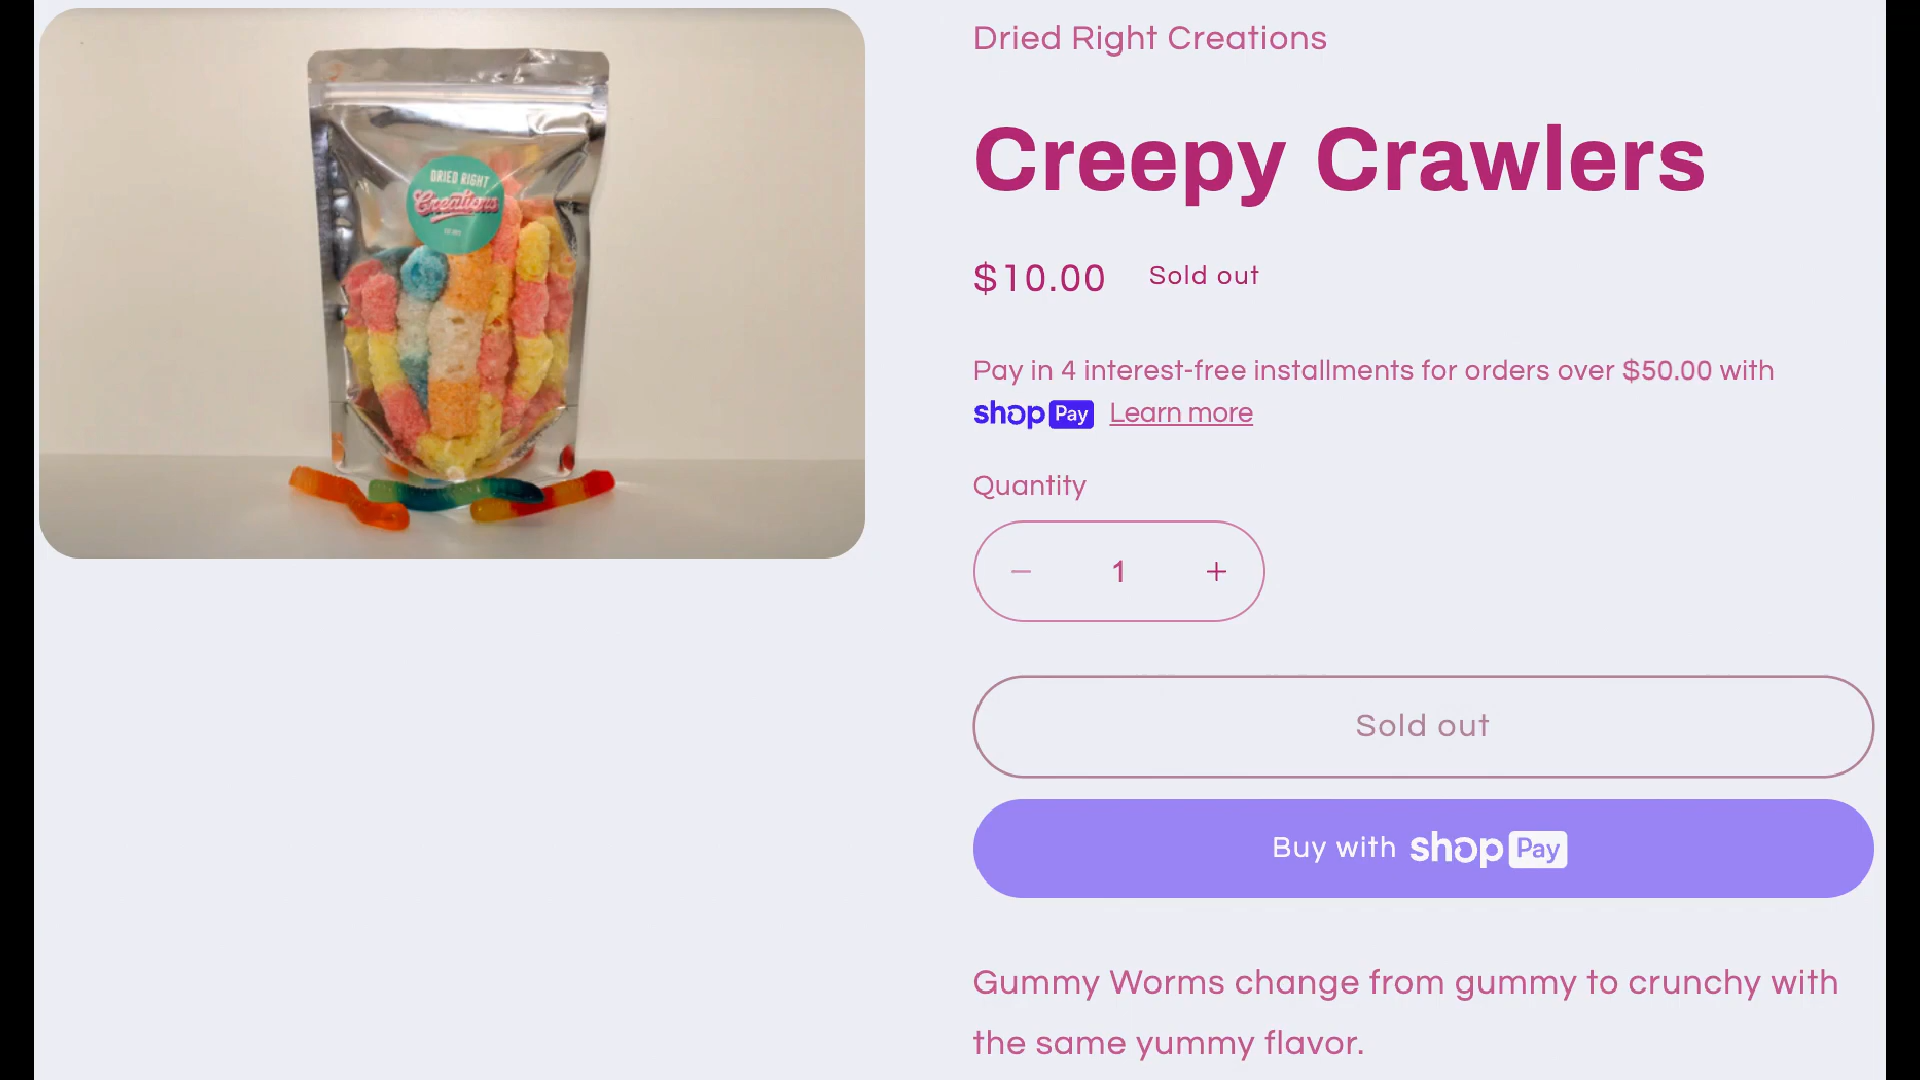 DRIED RIGHT
Creations
Dried Right Creations
Creepy Crawlers
$10.00 Sold out
Pay in 4 interest-free installments for orders over $50.00 with
shop Pay Learn more
Quantity
− 1 +
Sold out
Buy with shop Pay
Gummy Worms change from gummy to crunchy with
the same yummy flavor.